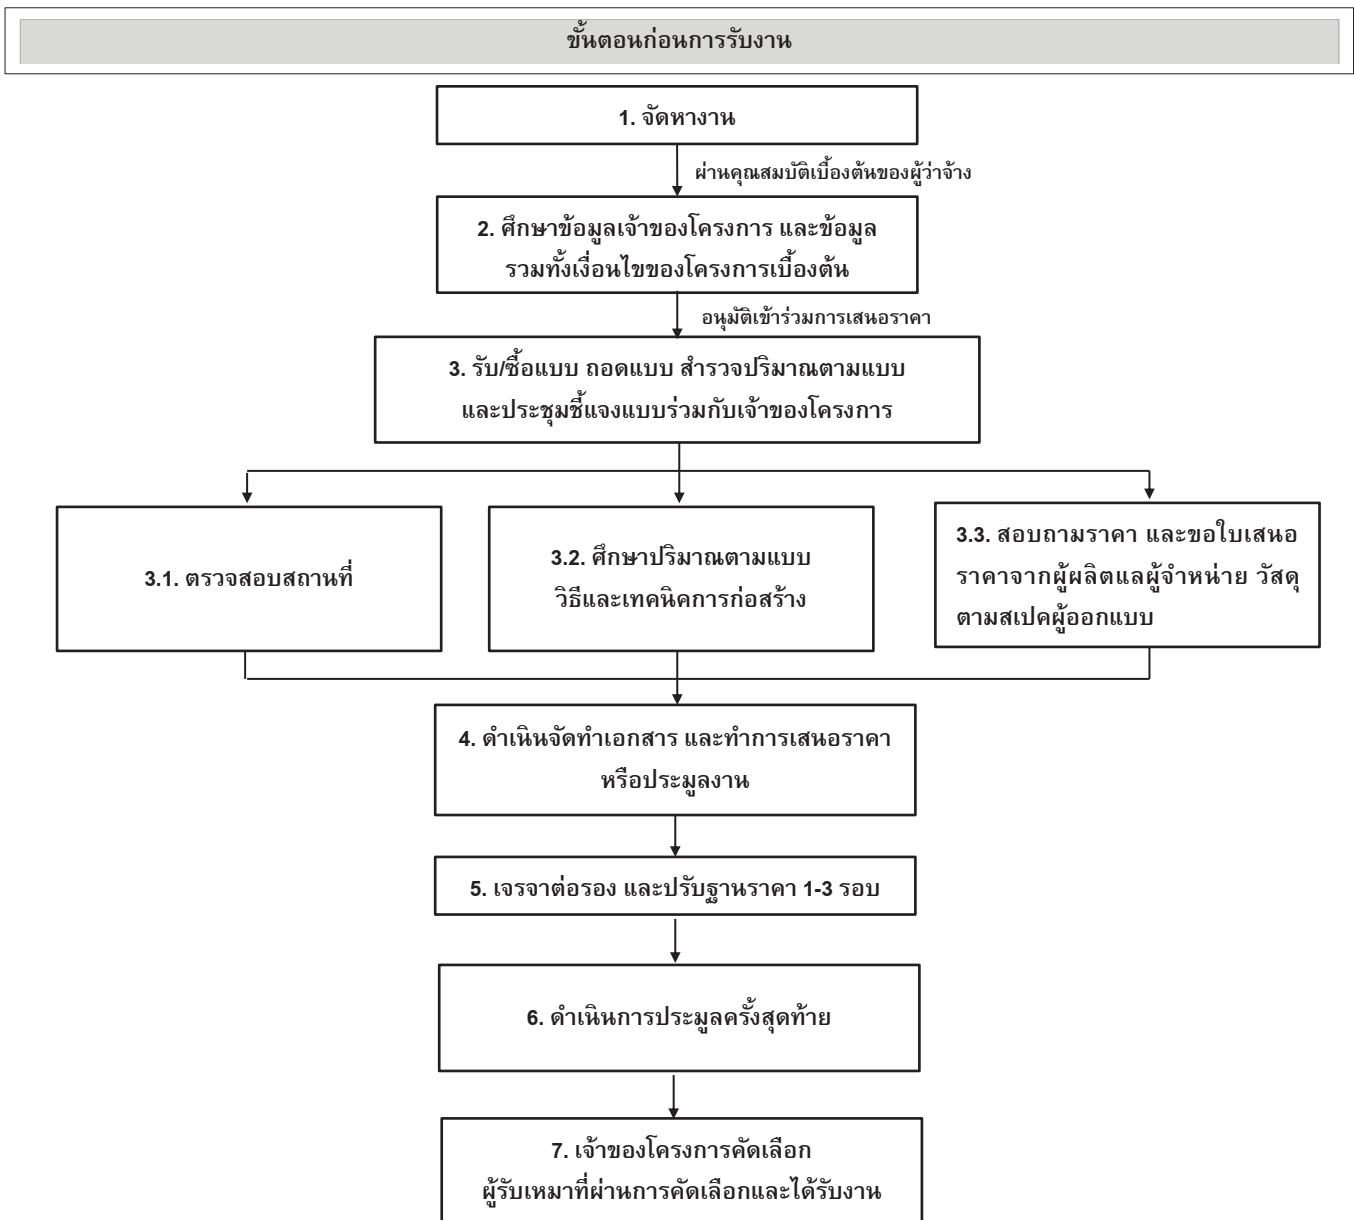 ขั้นตอนก่อนการรับงาน
1. จัดหางาน
ผ่านคุณสมบัติเบื้องต้นของผู้ว่าจ้าง
2. ศึกษาข้อมูลเจ้าของโครงการ และข้อมูล
รวมทั้งเงื่อนไขของโครงการเบื้องต้น
อนุมัติเข้าร่วมการเสนอราคา
3. รับ/ซื้อแบบ ถอดแบบ สำรวจปริมาณตามแบบ
และประชุมชี้แจงแบบร่วมกับเจ้าของโครงการ
3.1. ตรวจสอบสถานที่
3.2. ศึกษาปริมาณตามแบบ
วิธีและเทคนิคการก่อสร้าง
3.3. สอบถามราคา และขอใบเสนอ
ราคาจากผู้ผลิตแลผู้จำหน่าย วัสดุ
ตามสเปคผู้ออกแบบ
4. ดำเนินจัดทำเอกสาร และทำการเสนอราคา
หรือประมูลงาน
5. เจรจาต่อรอง และปรับฐานราคา 1-3 รอบ
6. ดำเนินการประมูลครั้งสุดท้าย
7. เจ้าของโครงการคัดเลือก
ผู้รับเหมาที่ผ่านการคัดเลือกและได้รับงาน